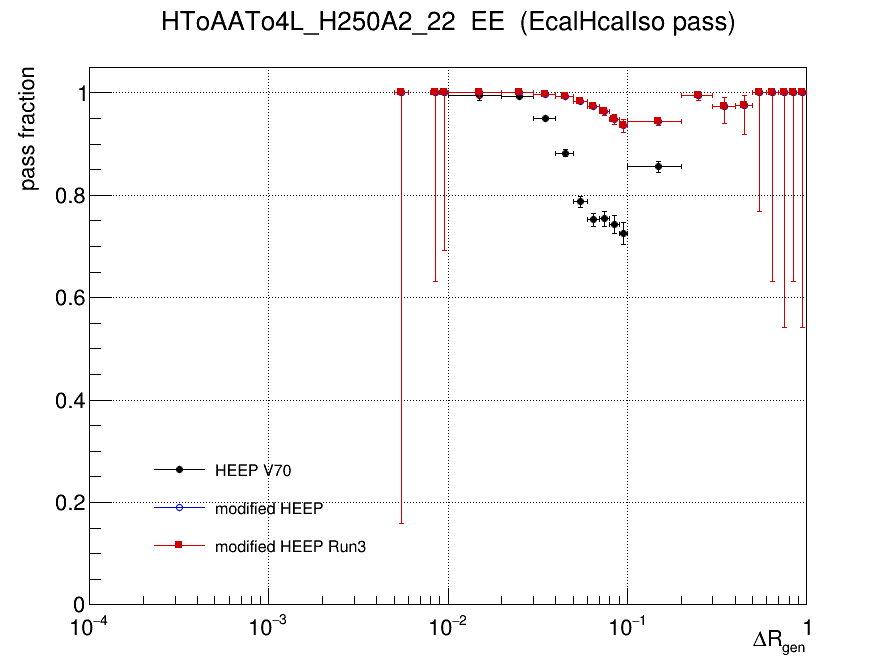 HToAATo4L_H250A2_22 EE (EcalHcalIso pass)
pass fraction
1
0.8
0.6
0.4
0.2
0
HEEP V70
modified HEEP
modified HEEP Run3
10⁻⁴ 10⁻³ 10⁻² 10⁻¹ 1
ΔR_gen